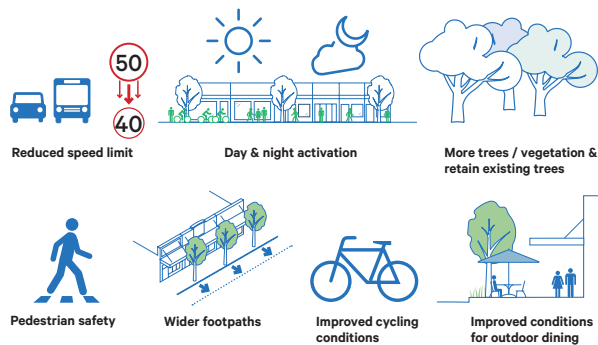 50
40
Reduced speed limit
Day & night activation
More trees / vegetation &
retain existing trees
Pedestrian safety
Wider footpaths
Improved cycling
conditions
Improved conditions
for outdoor dining